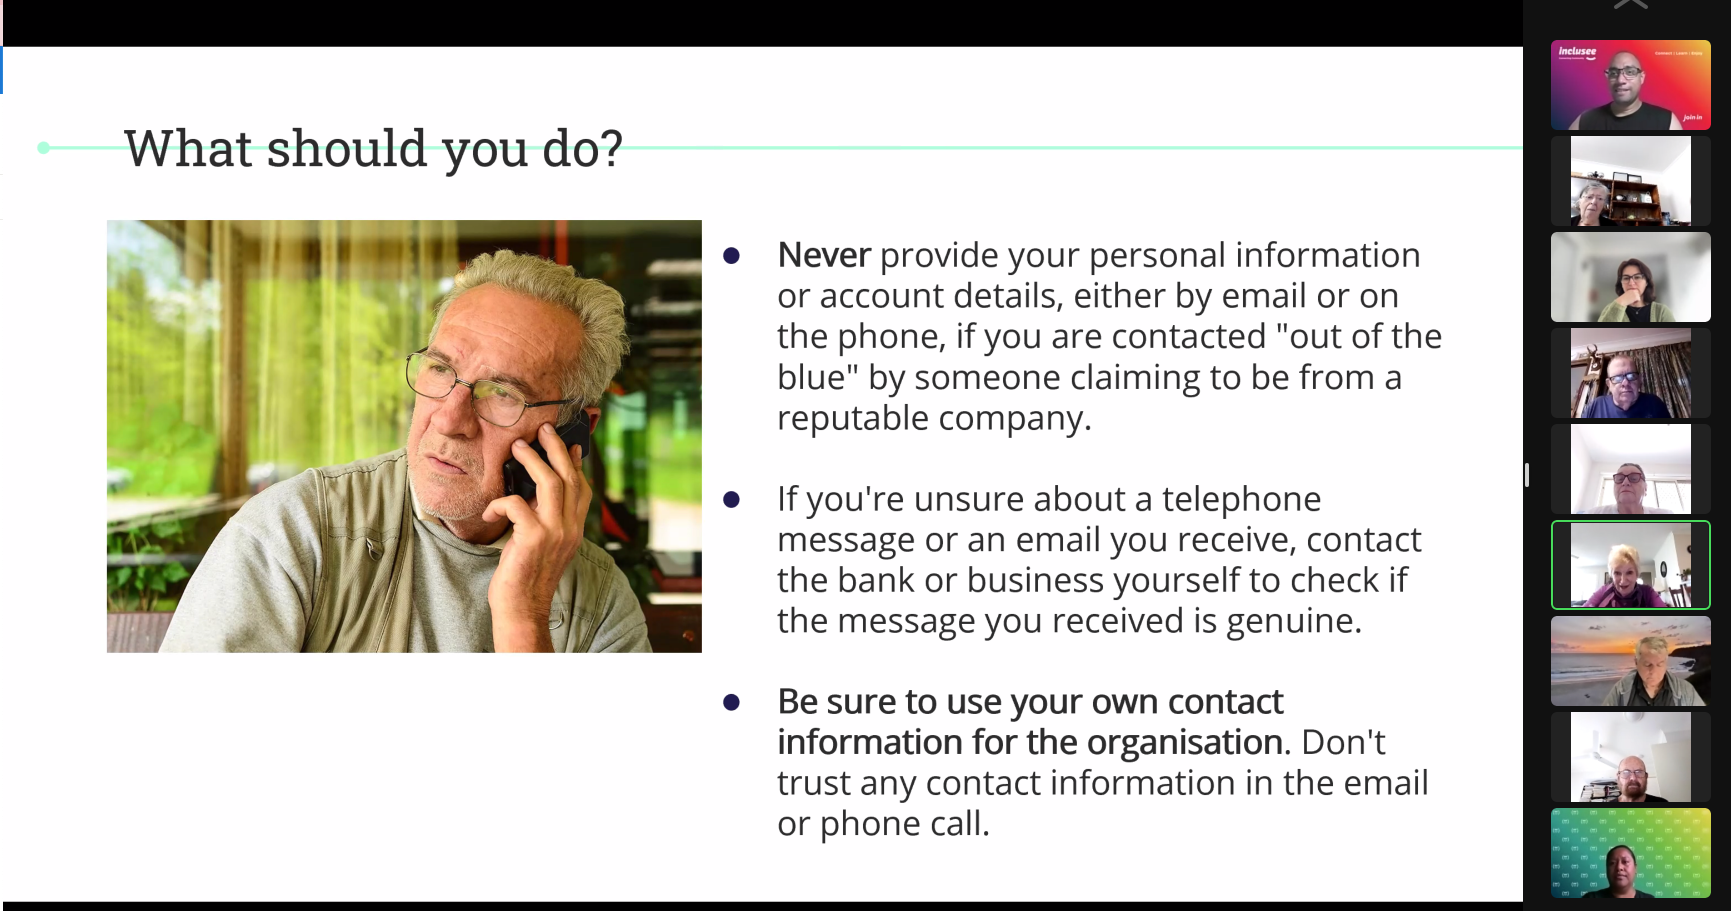 What should you do?
Never provide your personal information
or account details, either by email or on
the phone, if you are contacted "out of the
blue" by someone claiming to be from a
reputable company.
If you're unsure about a telephone
message or an email you receive, contact
the bank or business yourself to check if
the message you received is genuine.
Be sure to use your own contact
information for the organisation. Don't
trust any contact information in the email
or phone call.
inclusee
Connect | Learn | Enjoy
Join in